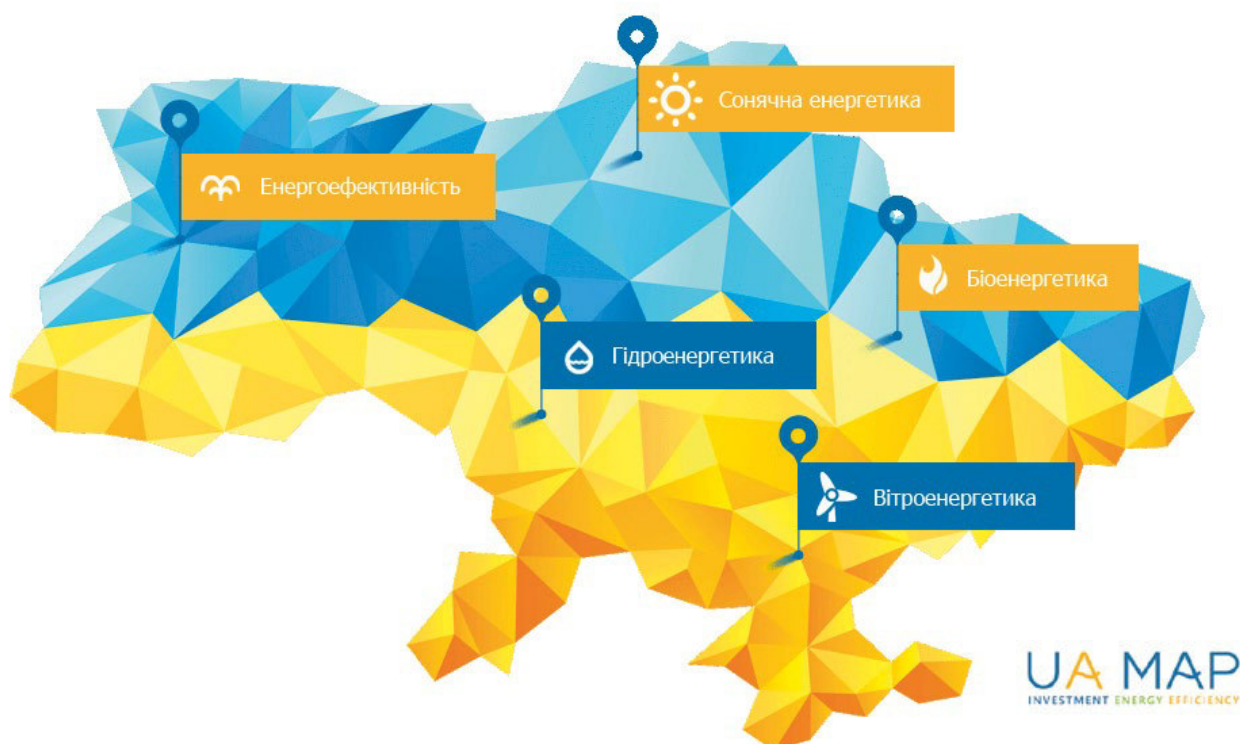 Сонячна енергетика
Енергоефективність
Біоенергетика
Гідроенергетика
Вітроенергетика
UA MAP
INVESTMENT ENERGY EFFICIENCY